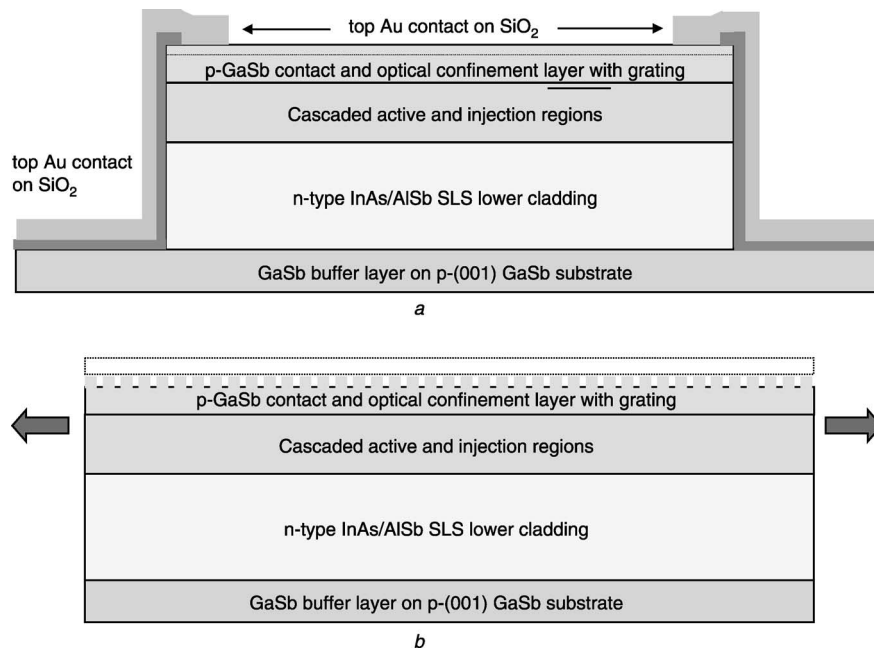 top Au contact on SiO₂
p-GaSb contact and optical confinement layer with grating
Cascaded active and injection regions
top Au contact
on SiO₂
n-type InAs/AlSb SLS lower cladding
GaSb buffer layer on p-(001) GaSb substrate
a
p-GaSb contact and optical confinement layer with grating
Cascaded active and injection regions
n-type InAs/AlSb SLS lower cladding
GaSb buffer layer on p-(001) GaSb substrate
b